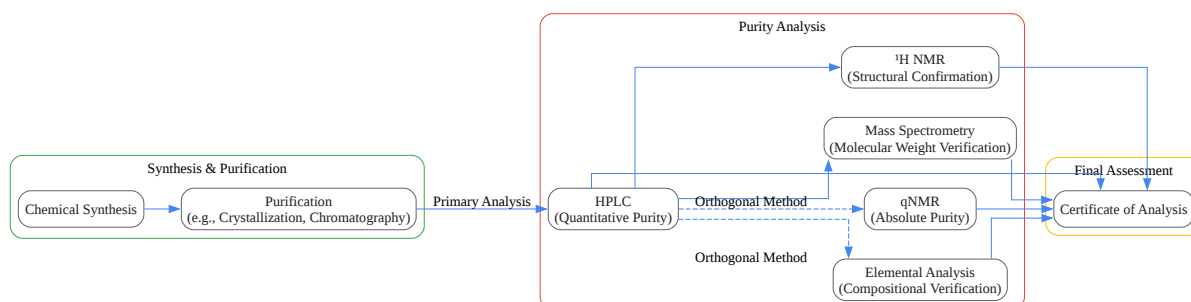 Purity Analysis
¹H NMR
(Structural Confirmation)
Mass Spectrometry
(Molecular Weight Verification)
Synthesis & Purification
Final Assessment
Chemical Synthesis
Purification
(e.g., Crystallization, Chromatography)
Primary Analysis
HPLC
(Quantitative Purity)
Orthogonal Method
qNMR
(Absolute Purity)
Certificate of Analysis
Orthogonal Method
Elemental Analysis
(Compositional Verification)